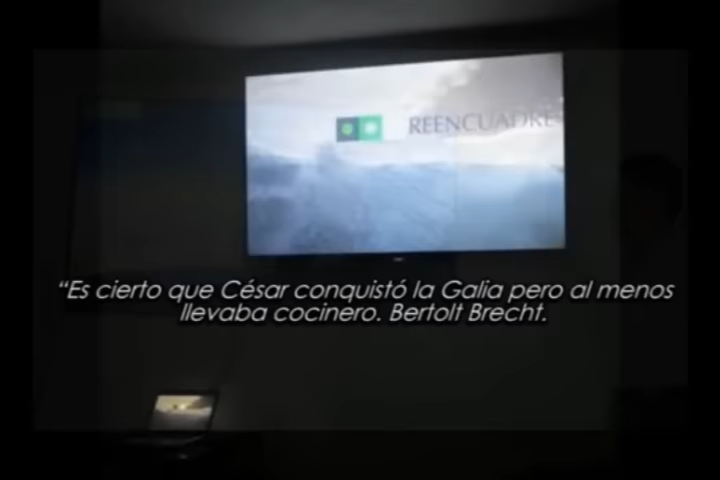 REENCUADRE
“Es cierto que César conquistó la Galia pero al menos
llevaba cocinero. Bertolt Brecht.